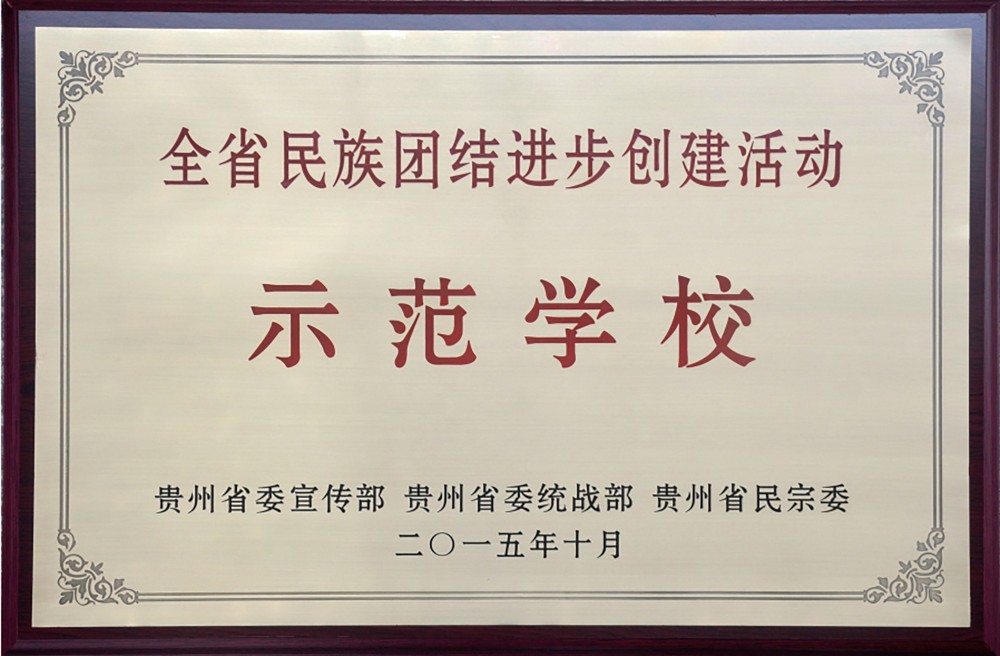 全省民族团结进步创建活动
示范学校
贵州省委宣传部 贵州省委统战部 贵州省民宗委
二〇一五年十月